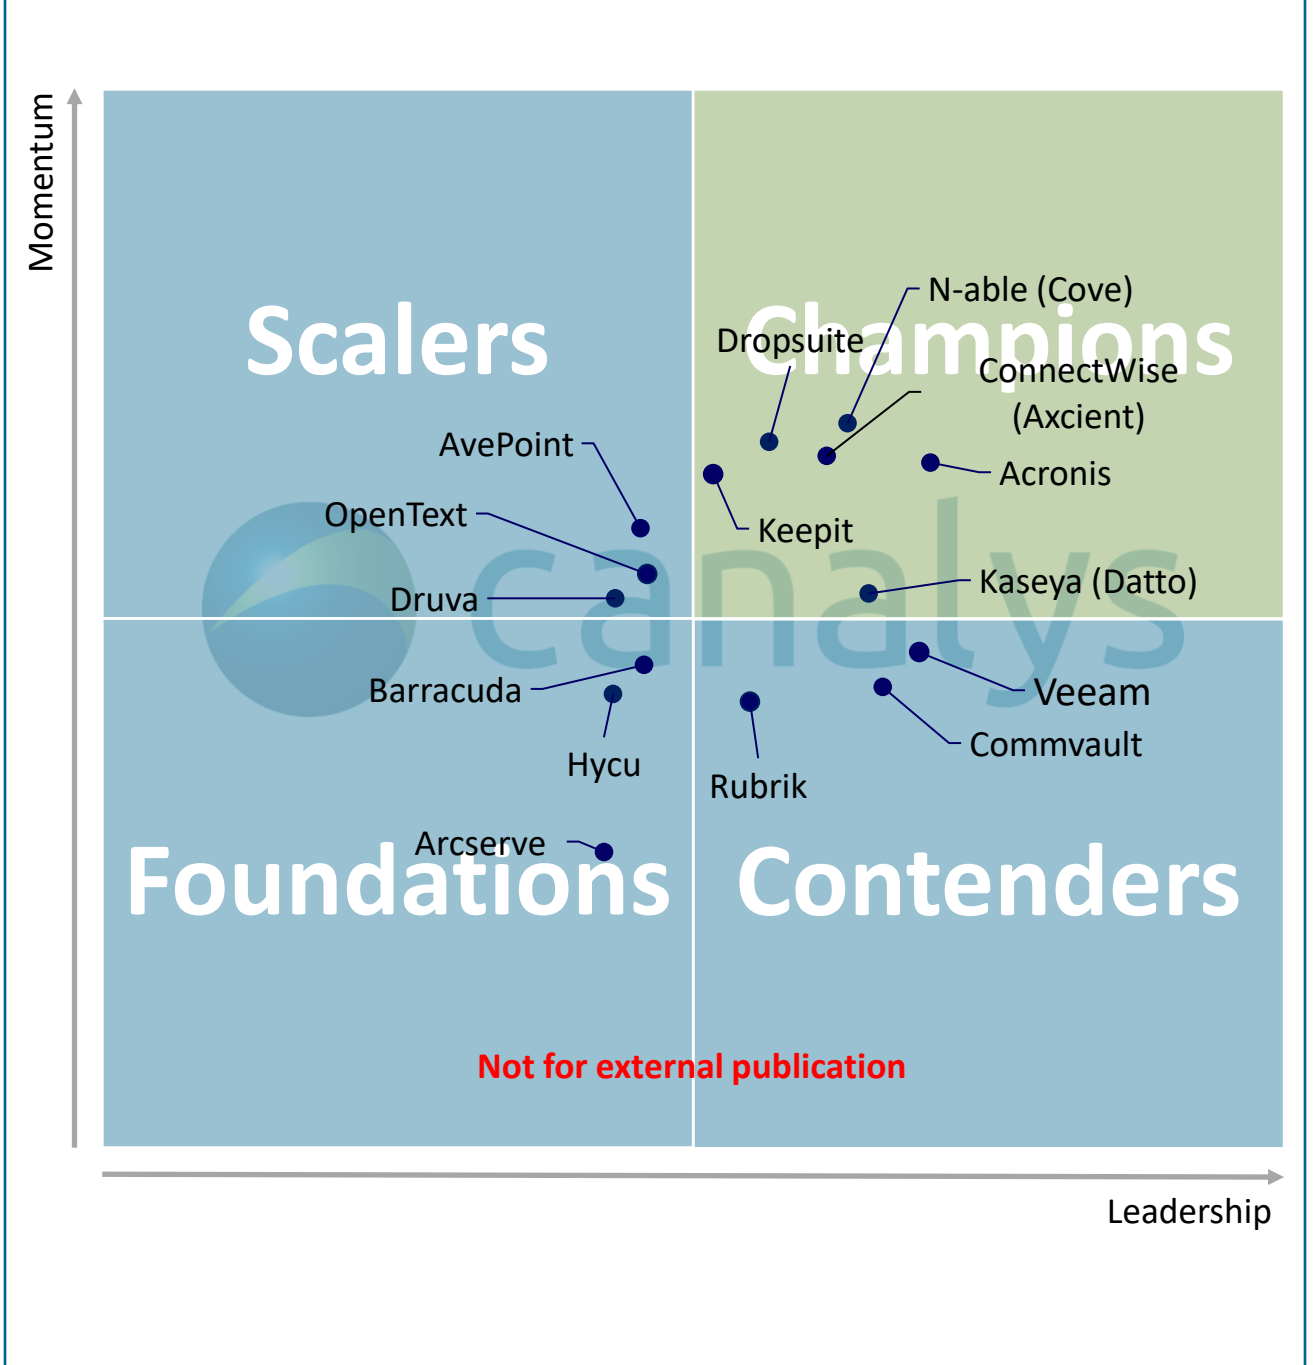 Momentum
Scalers
Champions
N-able (Cove)
Dropsuite
ConnectWise
(Axcient)
AvePoint
Acronis
OpenText
Keepit
canalys
Druva
Kaseya (Datto)
Barracuda
Veeam
Hycu
Commvault
Rubrik
Arcserve
Foundations
Contenders
Not for external publication
Leadership